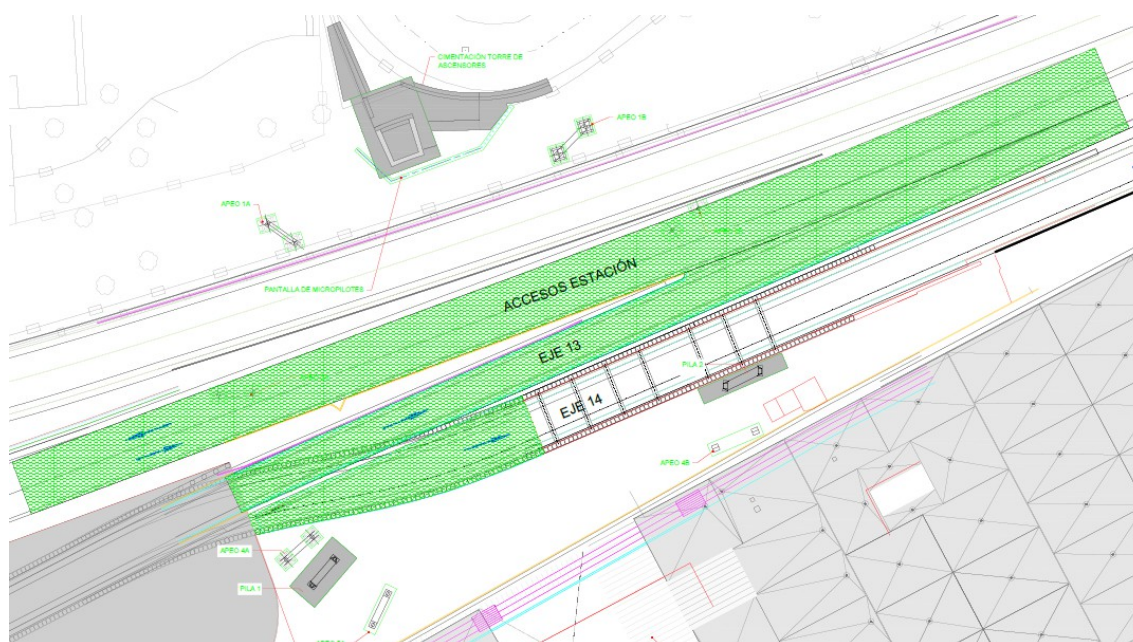 CIMENTACIÓN TORRE DE
ASCENSORES
APEO 1B
APEO 1A
PANTALLA DE MICROPILOTES
ACCESOS ESTACIÓN
EJE 13
PILA 2
EJE 14
APEO 4B
APEO 4A
PILA 1